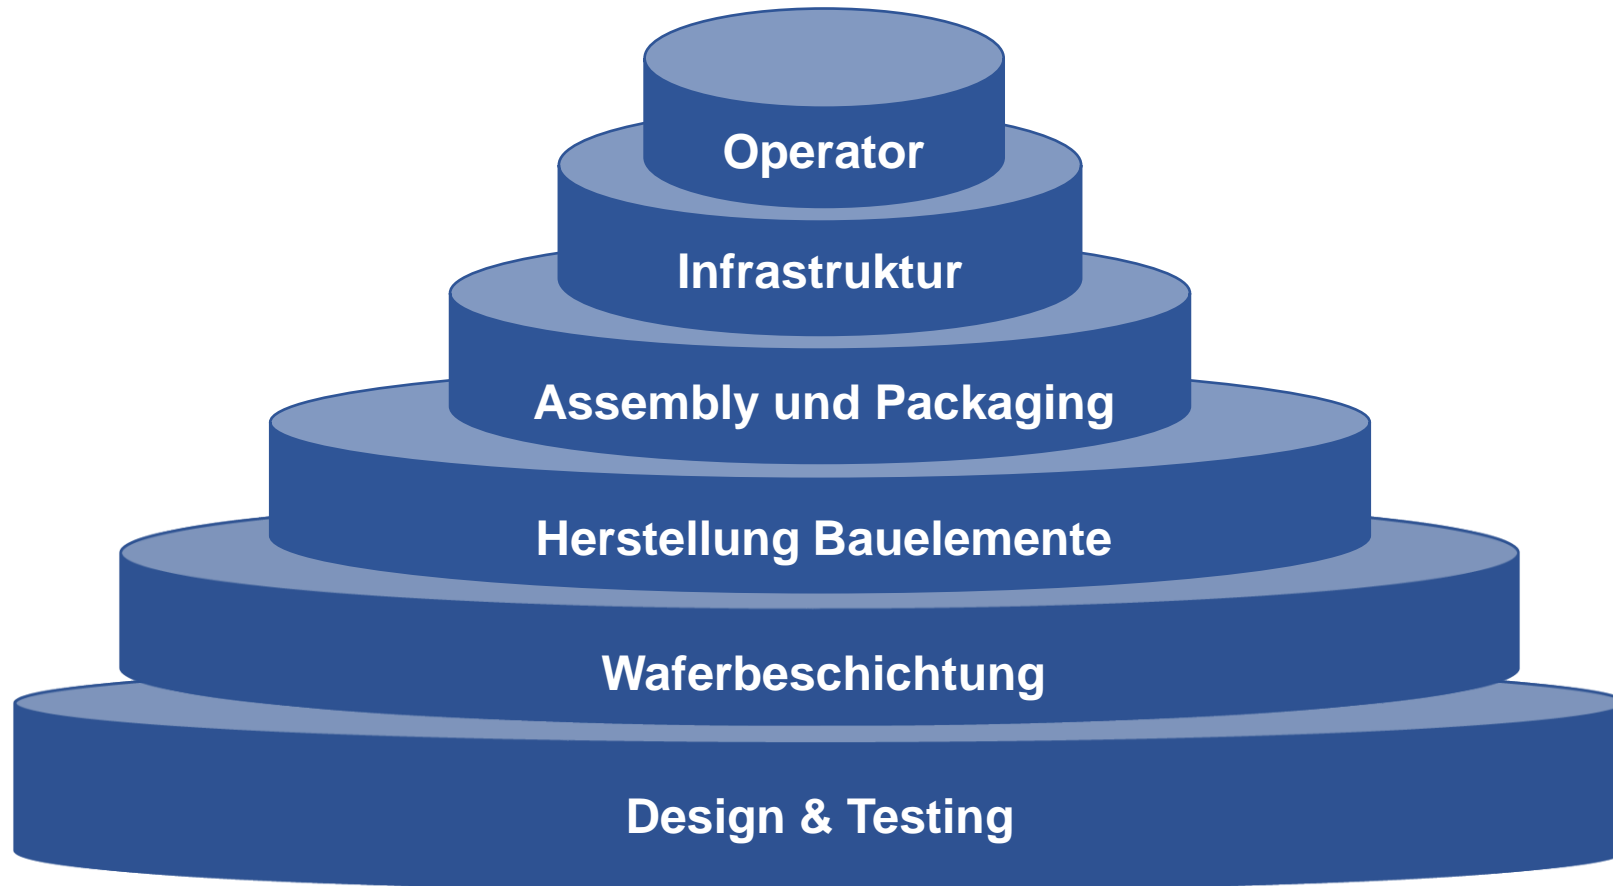 Operator
Infrastruktur
Assembly und Packaging
Herstellung Bauelemente
Waferbeschichtung
Design & Testing